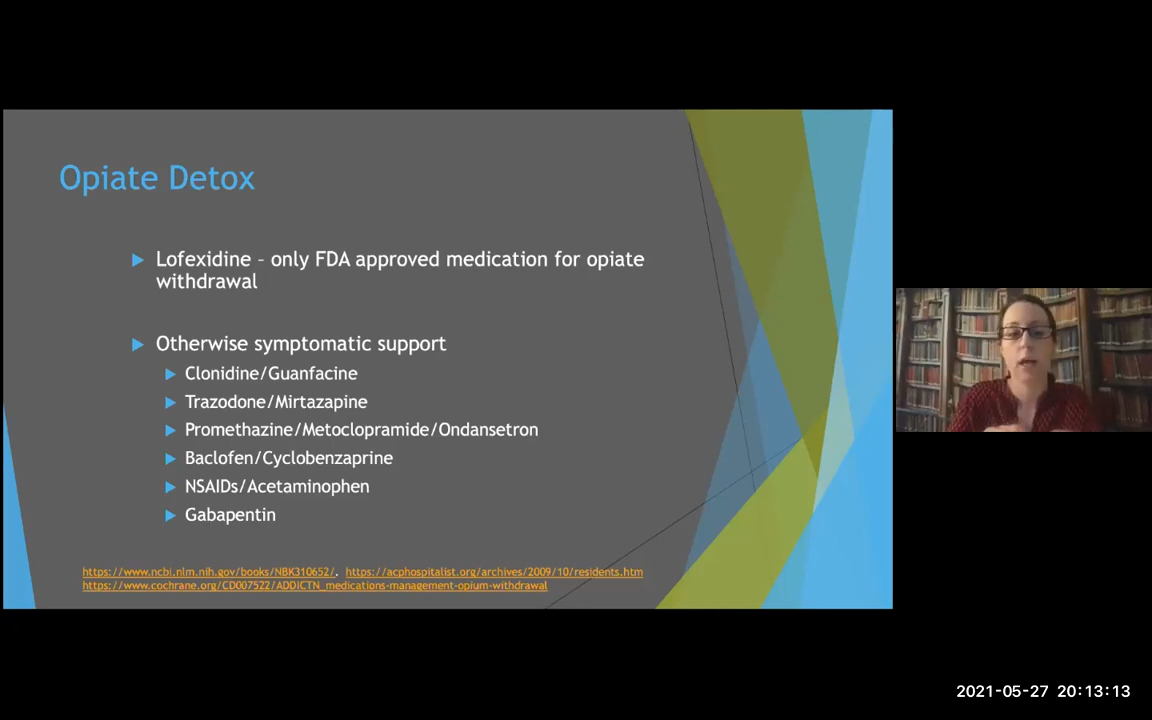 Opiate Detox
Lofexidine – only FDA approved medication for opiate
withdrawal
Otherwise symptomatic support
Clonidine/Guanfacine
Trazodone/Mirtazapine
Promethazine/Metoclopramide/Ondansetron
Baclofen/Cyclobenzaprine
NSAIDs/Acetaminophen
Gabapentin
https://www.ncbi.nlm.nih.gov/books/NBK310652/. https://acphospitalist.org/archives/2009/10/residents.htm
https://www.cochrane.org/CD007522/ADDICTN_medications-management-opium-withdrawal
2021-05-27 20:13:13